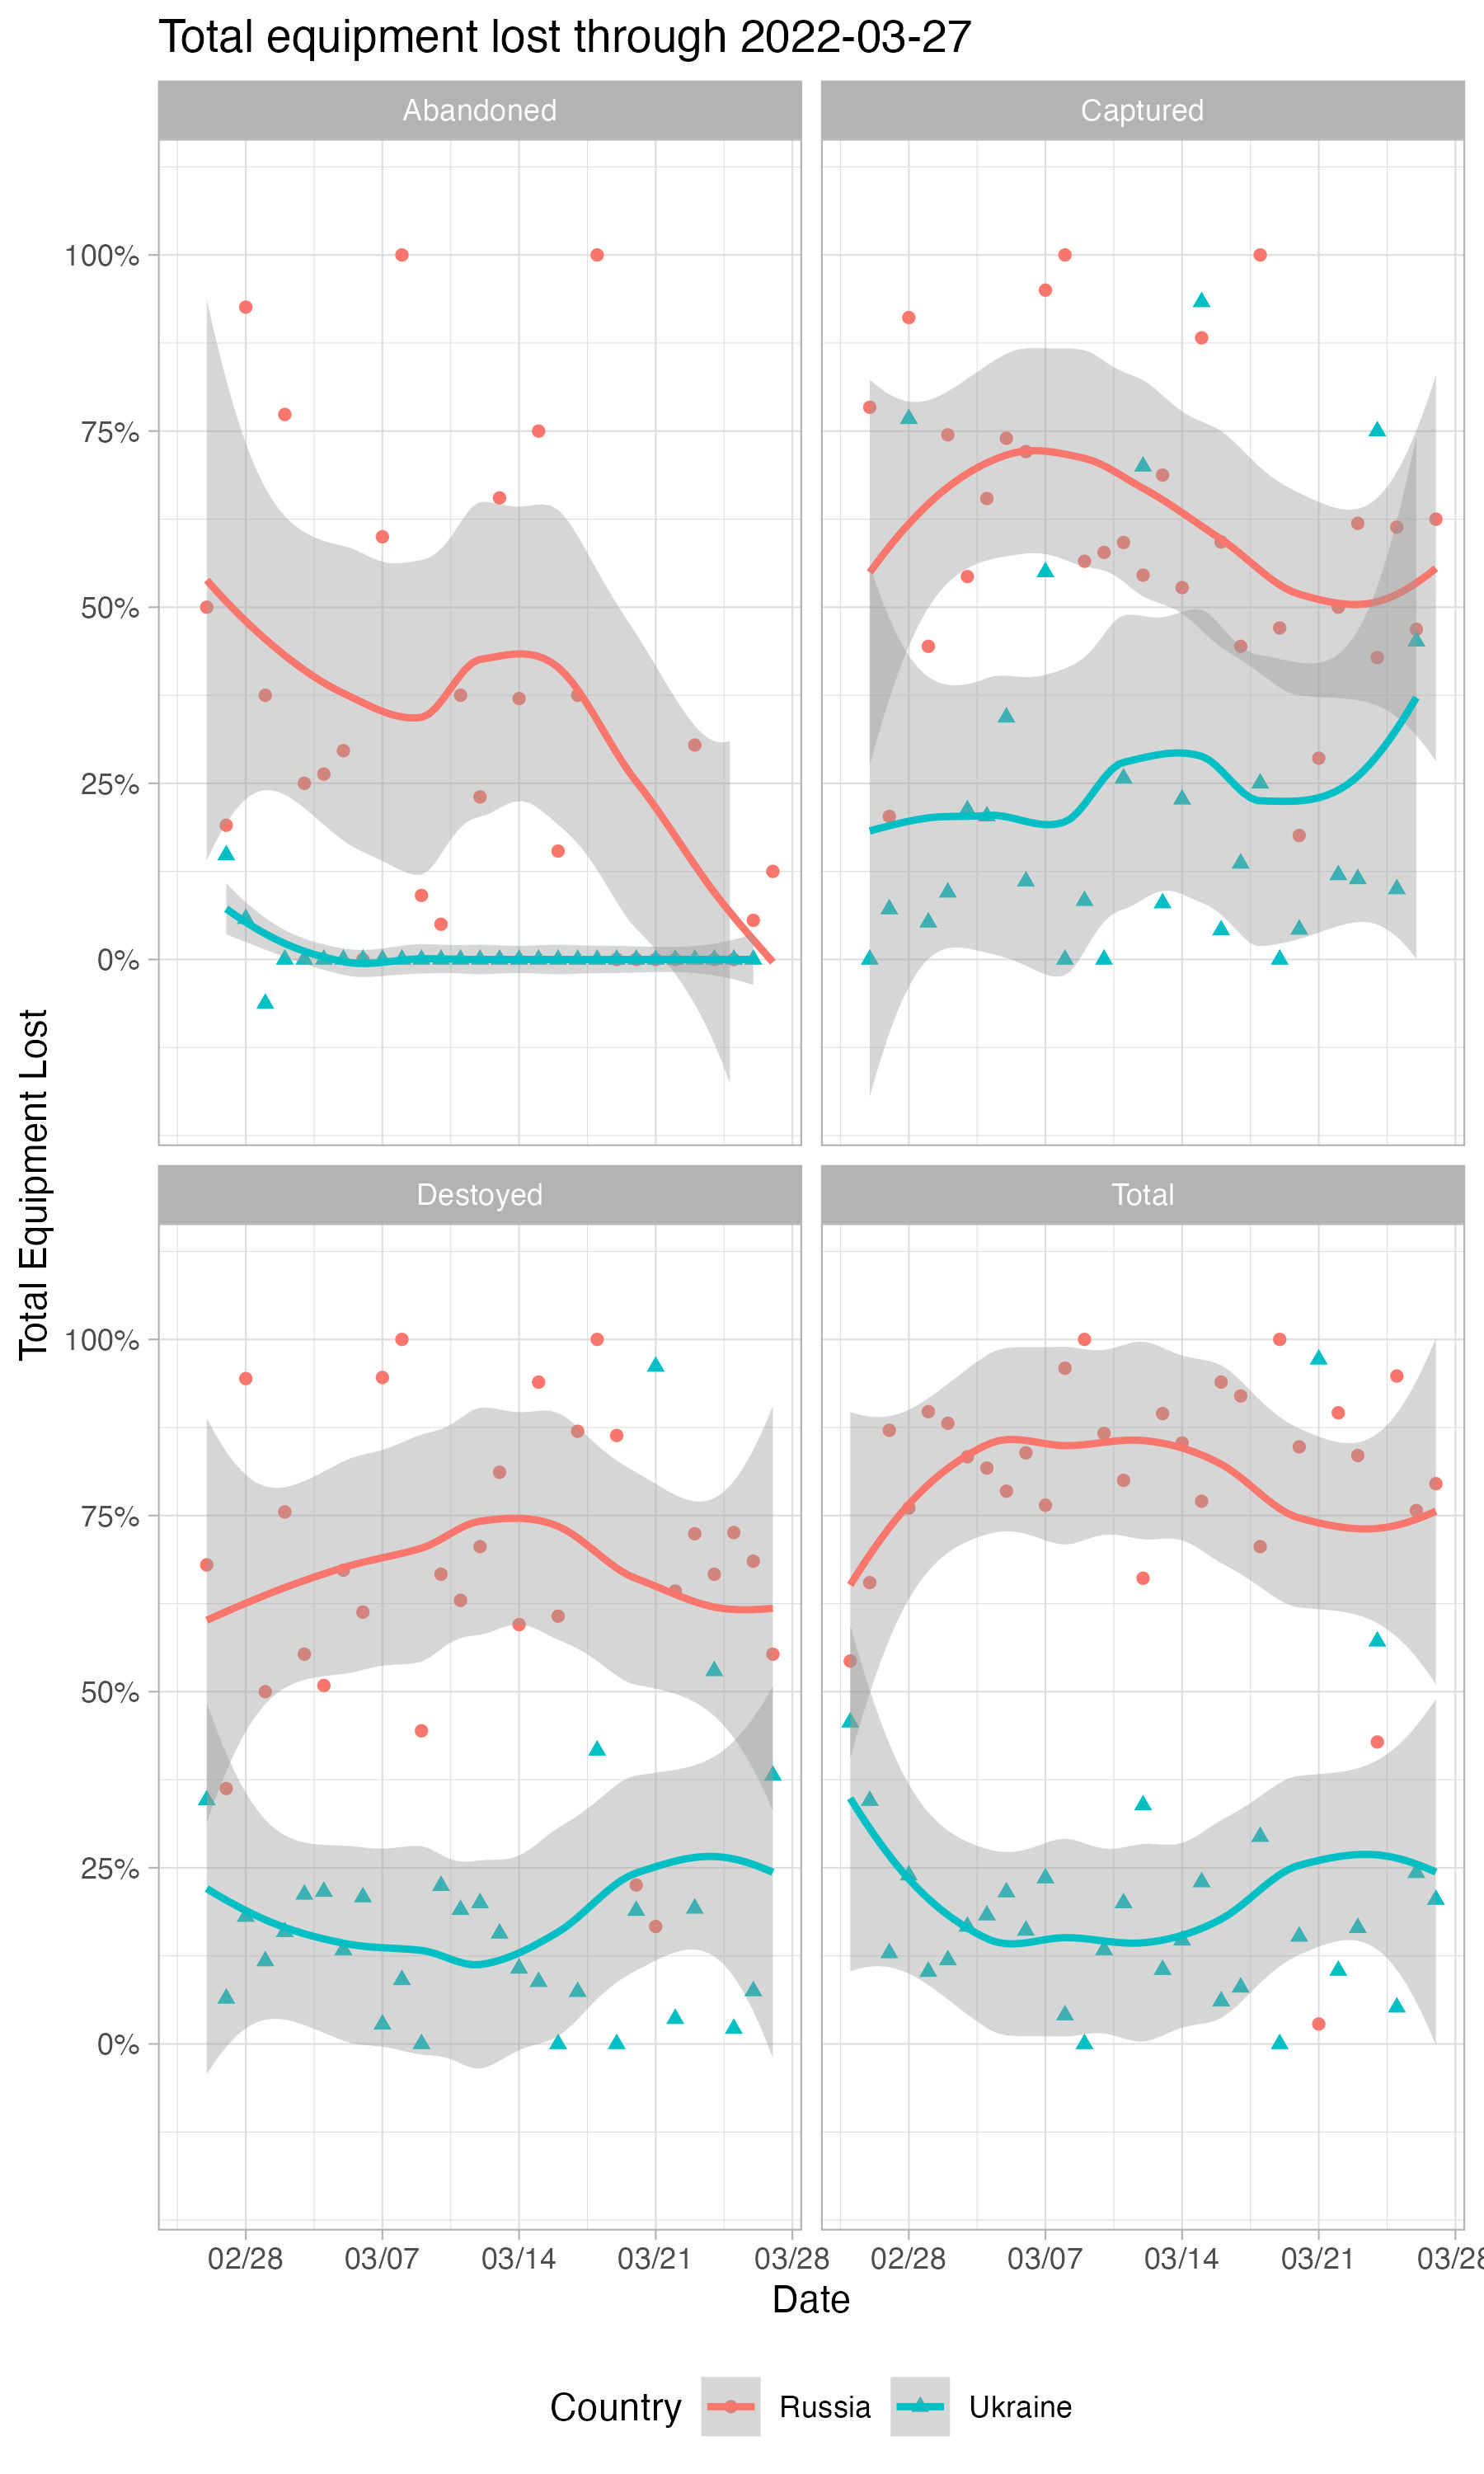 Total equipment lost through 2022-03-27
Abandoned
Captured
100%
75%
50%
25%
0%
Total Equipment Lost
Destoyed
Total
100%
75%
50%
25%
0%
02/28 03/07 03/14 03/21 03/28
02/28 03/07 03/14 03/21 03/28
Date
Country Russia Ukraine